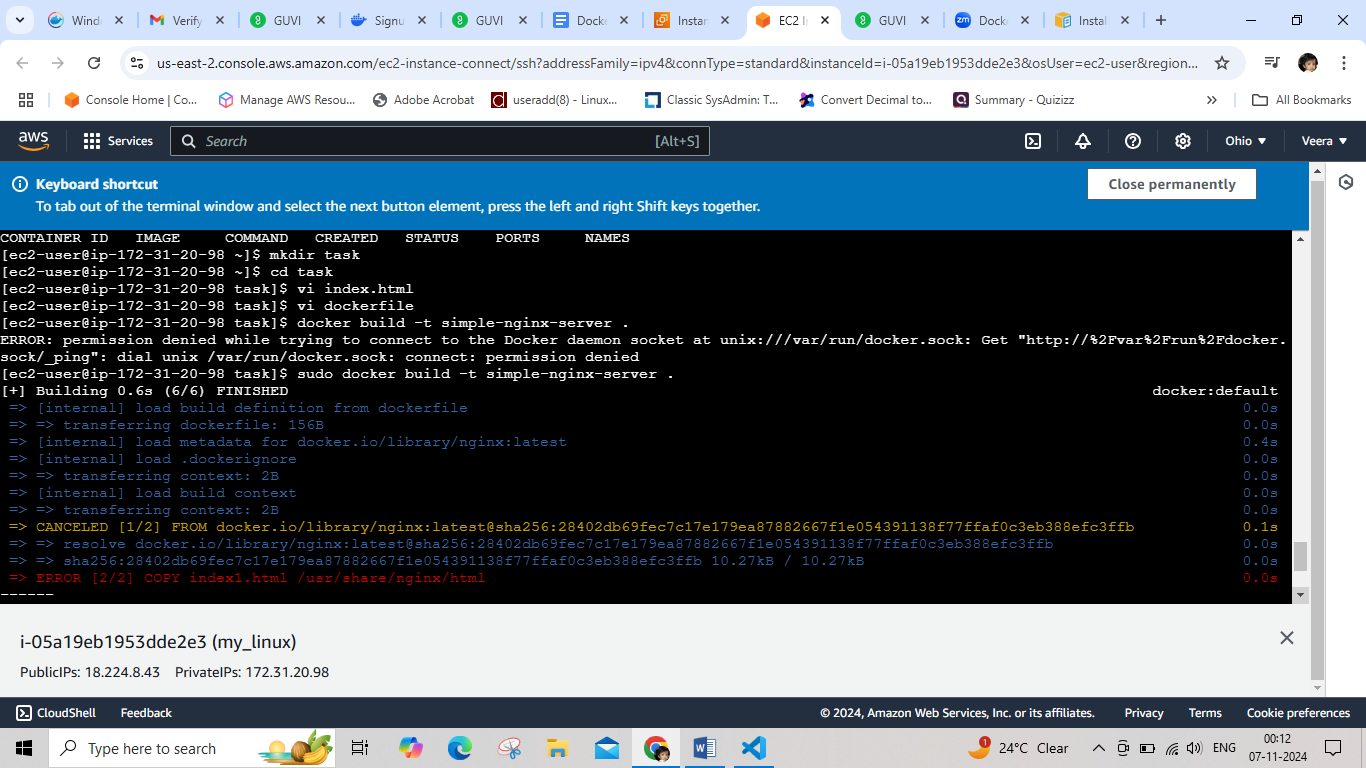 Wind
Verify
GUVI
Signu
GUVI
Docke
Instan
EC2 In
GUVI
Docke
Instal
us-east-2.console.aws.amazon.com/ec2-instance-connect/ssh?addressFamily=ipv4&connType=standard&instanceId=i-05a19eb1953dde2e3&osUser=ec2-user&region...
Console Home | Co...
Manage AWS Resou...
Adobe Acrobat
useradd(8) - Linux...
Classic SysAdmin: T...
Convert Decimal to...
Summary - Quizizz
All Bookmarks
aws
Services
Search
[Alt+S]
Ohio
Veera
Keyboard shortcut
To tab out of the terminal window and select the next button element, press the left and right Shift keys together.
Close permanently
CONTAINER ID IMAGE COMMAND CREATED STATUS PORTS NAMES
[ec2-user@ip-172-31-20-98 ~]$ mkdir task
[ec2-user@ip-172-31-20-98 ~]$ cd task
[ec2-user@ip-172-31-20-98 task]$ vi index.html
[ec2-user@ip-172-31-20-98 task]$ vi dockerfile
[ec2-user@ip-172-31-20-98 task]$ docker build -t simple-nginx-server .
ERROR: permission denied while trying to connect to the Docker daemon socket at unix:///var/run/docker.sock: Get "http://%2Fvar%2Frun%2Fdocker.
sock/_ping": dial unix /var/run/docker.sock: connect: permission denied
[ec2-user@ip-172-31-20-98 task]$ sudo docker build -t simple-nginx-server .
[+] Building 0.6s (6/6) FINISHED docker:default
=> [internal] load build definition from dockerfile 0.0s
=> => transferring dockerfile: 156B 0.0s
=> [internal] load metadata for docker.io/library/nginx:latest 0.4s
=> [internal] load .dockerignore 0.0s
=> => transferring context: 2B 0.0s
=> [internal] load build context 0.0s
=> => transferring context: 2B 0.0s
=> CANCELED [1/2] FROM docker.io/library/nginx:latest@sha256:28402db69fec7c17e179ea87882667f1e054391138f77ffaf0c3eb388efc3ffb 0.1s
=> => resolve docker.io/library/nginx:latest@sha256:28402db69fec7c17e179ea87882667f1e054391138f77ffaf0c3eb388efc3ffb 0.0s
=> => sha256:28402db69fec7c17e179ea87882667f1e054391138f77ffaf0c3eb388efc3ffb 10.27kB / 10.27kB 0.0s
=> ERROR [2/2] COPY index1.html /usr/share/nginx/html 0.0s
------
i-05a19eb1953dde2e3 (my_linux)
PublicIPs: 18.224.8.43 PrivateIPs: 172.31.20.98
CloudShell
Feedback
© 2024, Amazon Web Services, Inc. or its affiliates.
Privacy
Terms
Cookie preferences
Type here to search
1
24°C Clear
ENG
00:12
07-11-2024